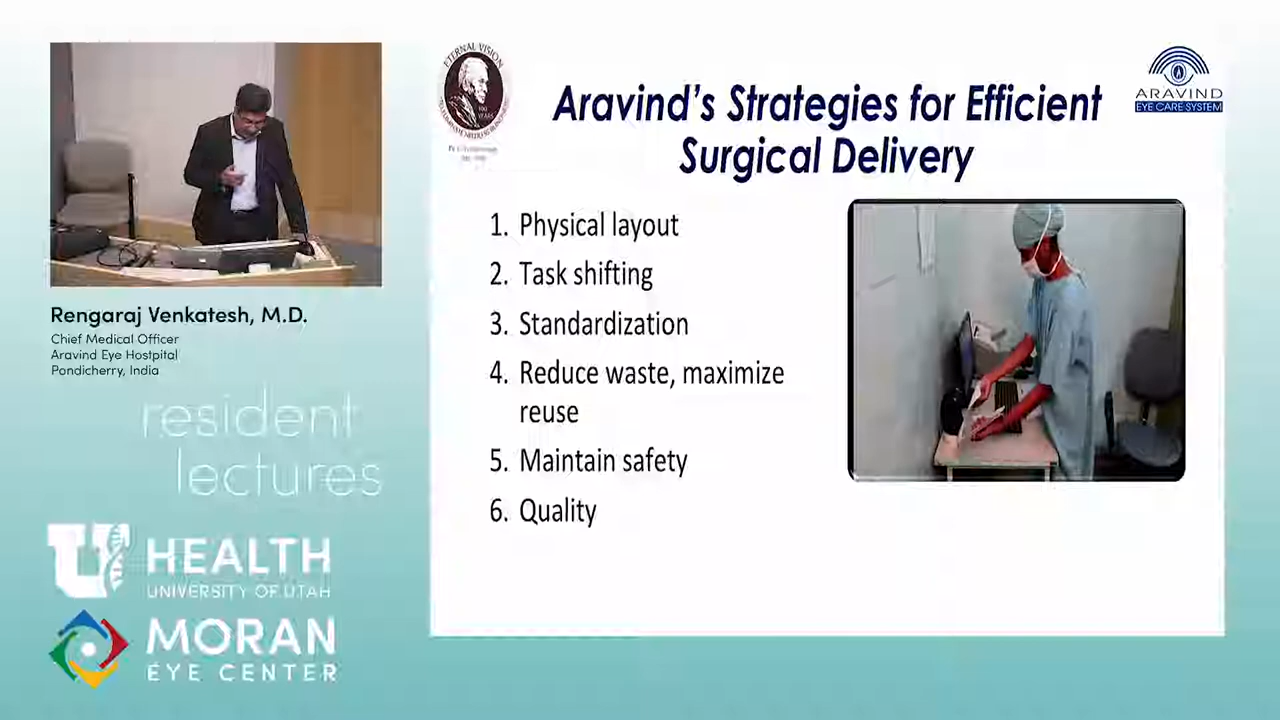 ETERNAL VISION
100
YEARS
ARAVIND
EYE CARE SYSTEM
Aravind's Strategies for Efficient
Surgical Delivery
1. Physical layout
2. Task shifting
3. Standardization
4. Reduce waste, maximize
reuse
5. Maintain safety
6. Quality
Rengaraj Venkatesh, M.D.
Chief Medical Officer
Aravind Eye Hostpital
Pondicherry, India
resident
lectures
U
HEALTH
UNIVERSITY OF UTAH
MORAN
EYE CENTER